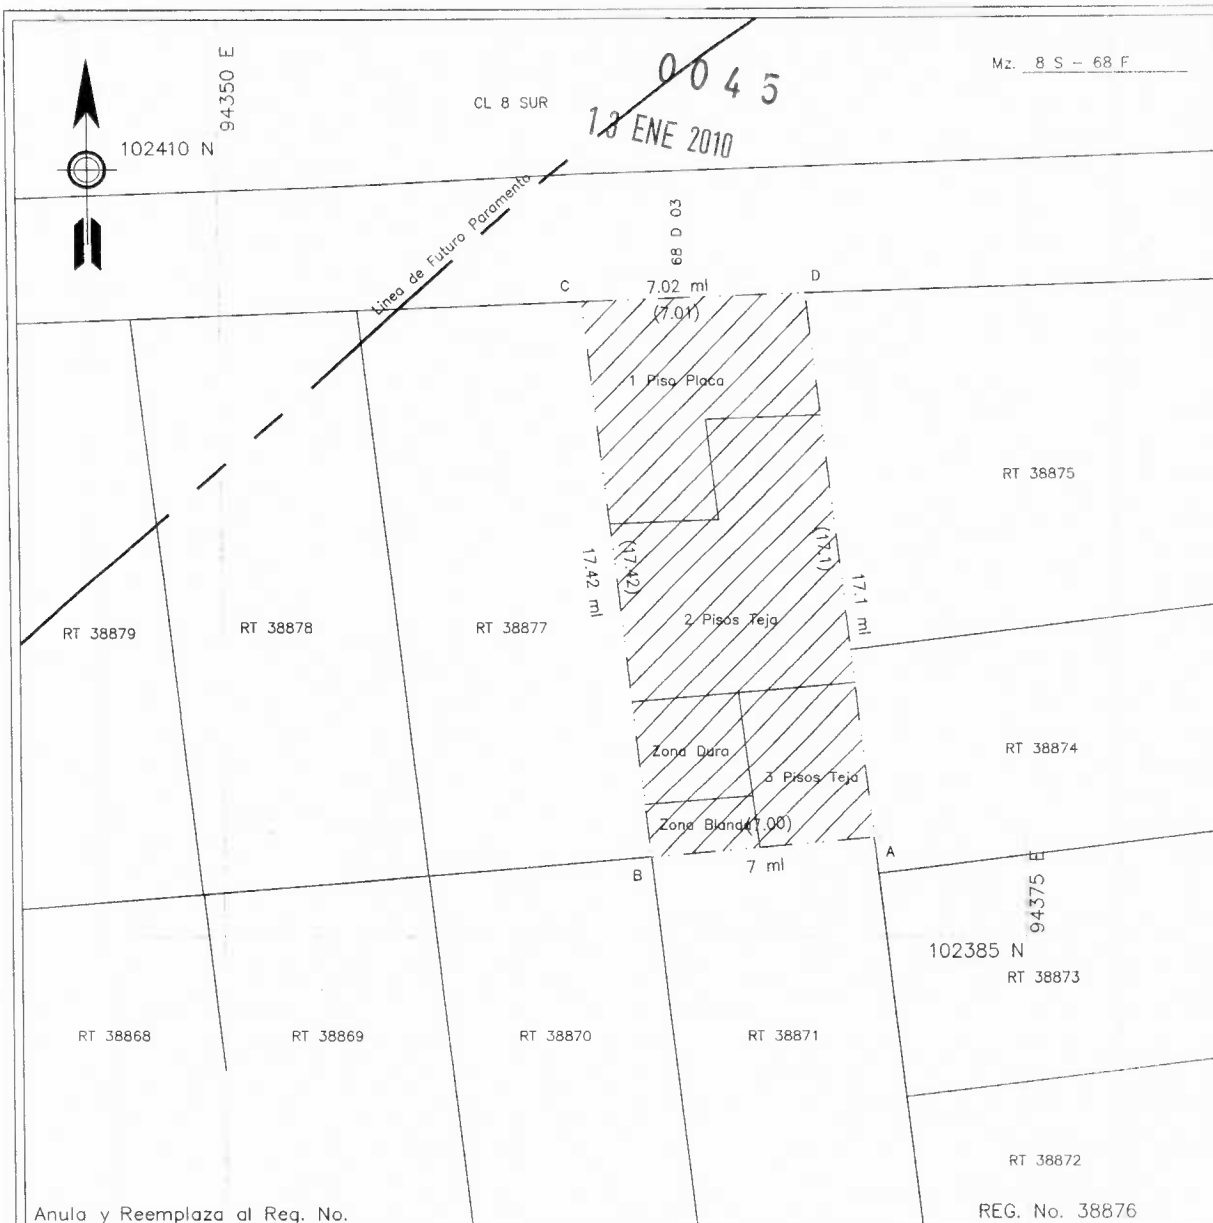 Mz. 8 S - 68 F
94350 E
0045
CL 8 SUR
13 ENE 2010
102410 N
Linea de Futuro Paramento
68 D 03
C
7.02 ml
D
(7.01)
1 Piso Placa
RT 38875
17.42 ml
(17.42)
(17.1)
17.1 ml
RT 38879
RT 38878
RT 38877
2 Pisos Teja
Zona Dura
RT 38874
3 Pisos Teja
Zona Blanda
(7.00)
B
7 ml
A
94375 E
102385 N
RT 38873
RT 38868
RT 38869
RT 38870
RT 38871
RT 38872
Anula y Reemplaza al Reg. No.
REG. No. 38876